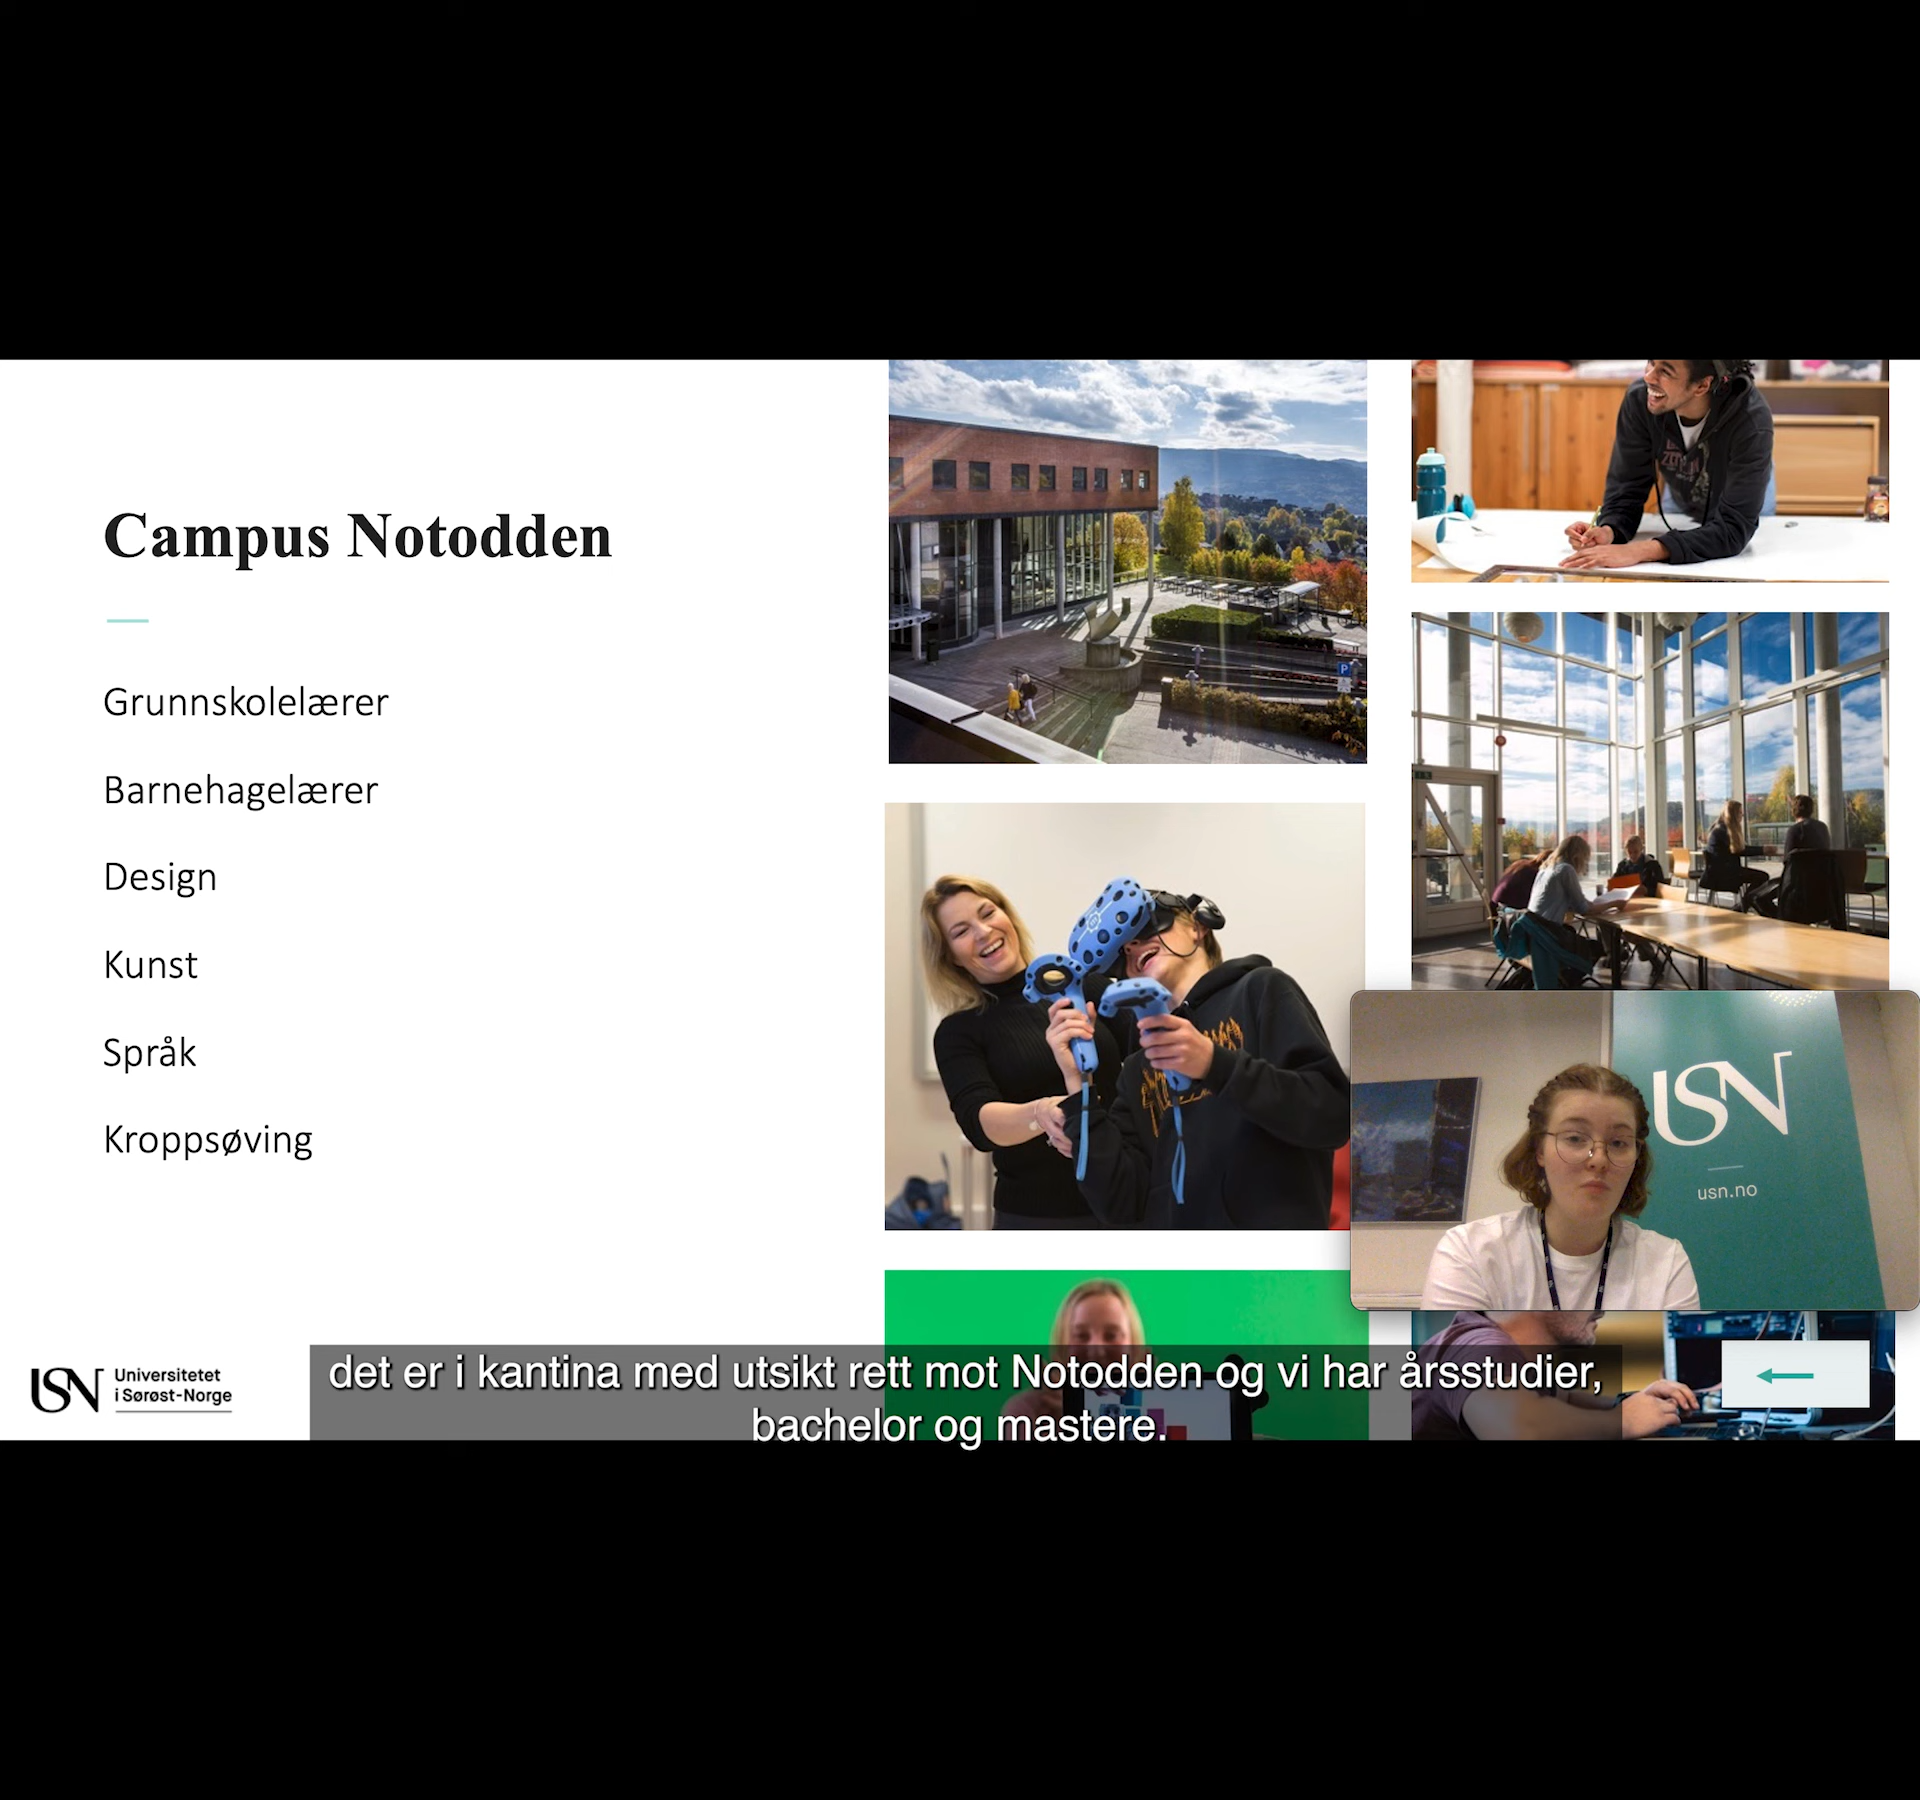 Campus Notodden
Grunnskolelærer
Barnehagelærer
Design
Kunst
Språk
Kroppsøving
USN
usn.no
USN Universitetet
i Sørøst-Norge
det er i kantina med utsikt rett mot Notodden og vi har årsstudier,
bachelor og mastere.
P